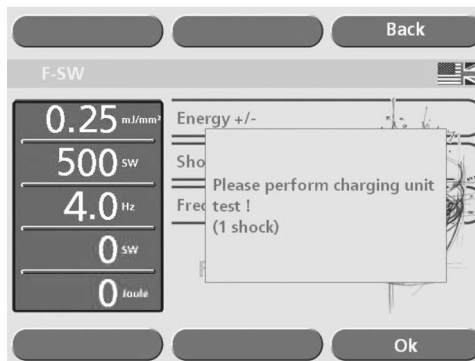 Back
F-SW
0.25 mJ/mm²
500 SW
4.0 Hz
0 SW
0 Joule
Energy +/-
Sho
Freq
Please perform charging unit
test !
(1 shock)
Ok